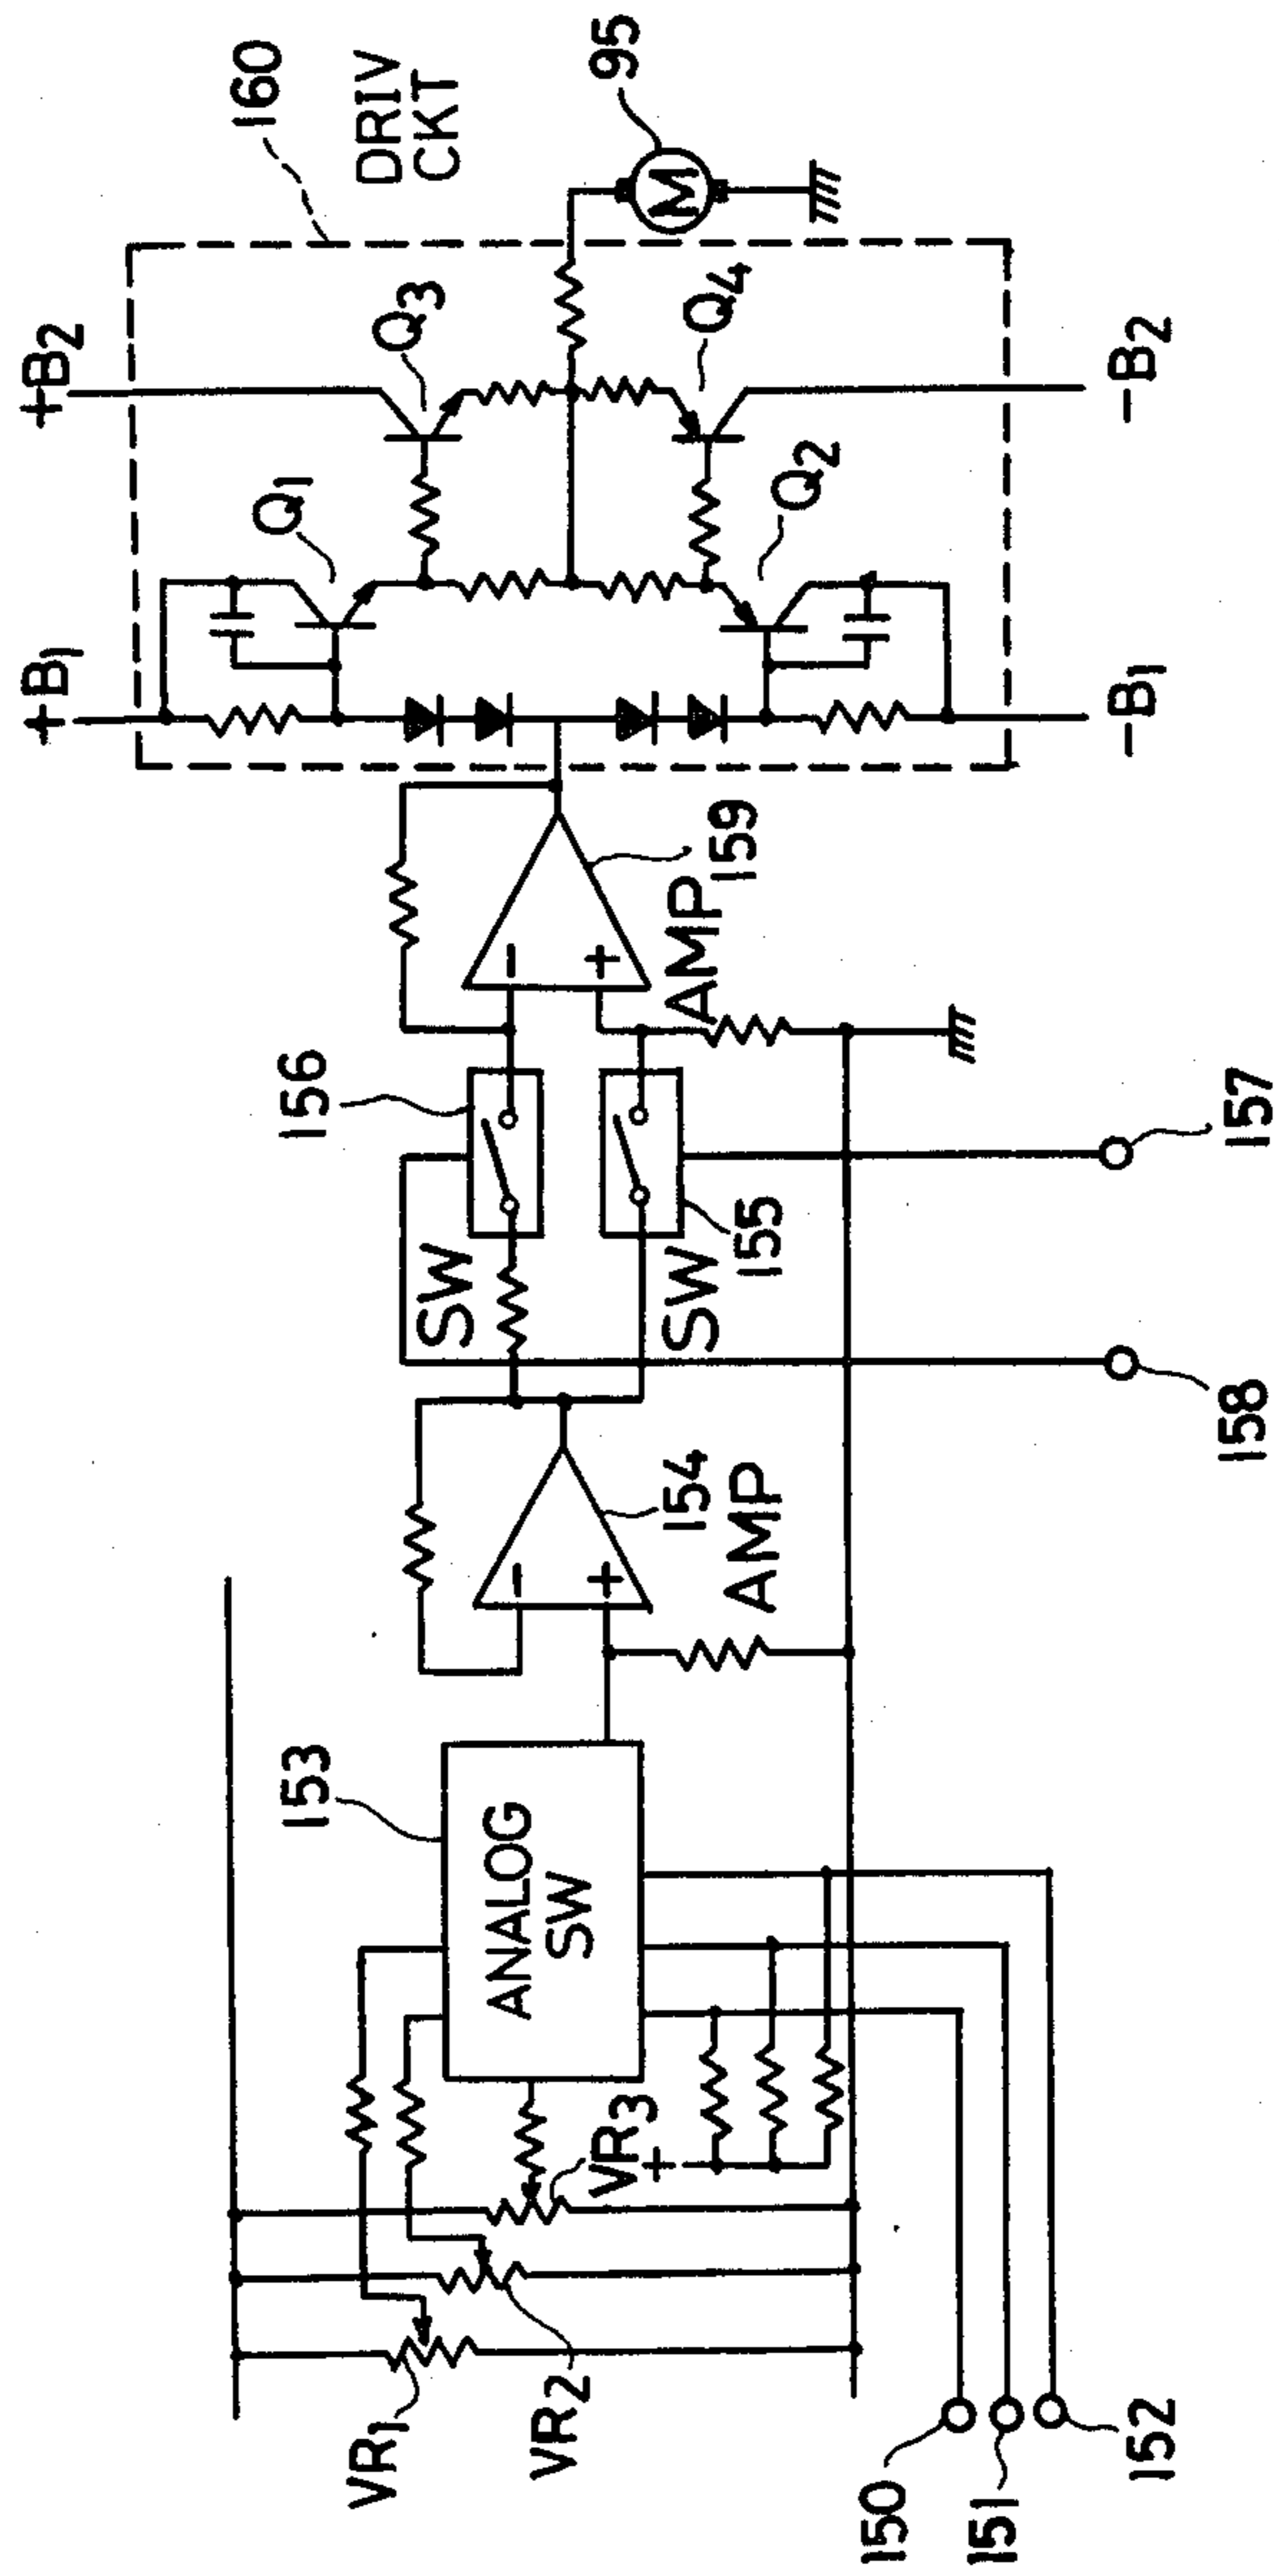 160
DRIV
CKT
95
M
+B2
Q3
Q4
-B2
+B1
Q1
Q2
-B1
159
AMP
-
+
156
SW
155
SW
157
158
154
AMP
-
+
153
ANALOG
SW
VR3
+
VR2
VR1
150
151
152